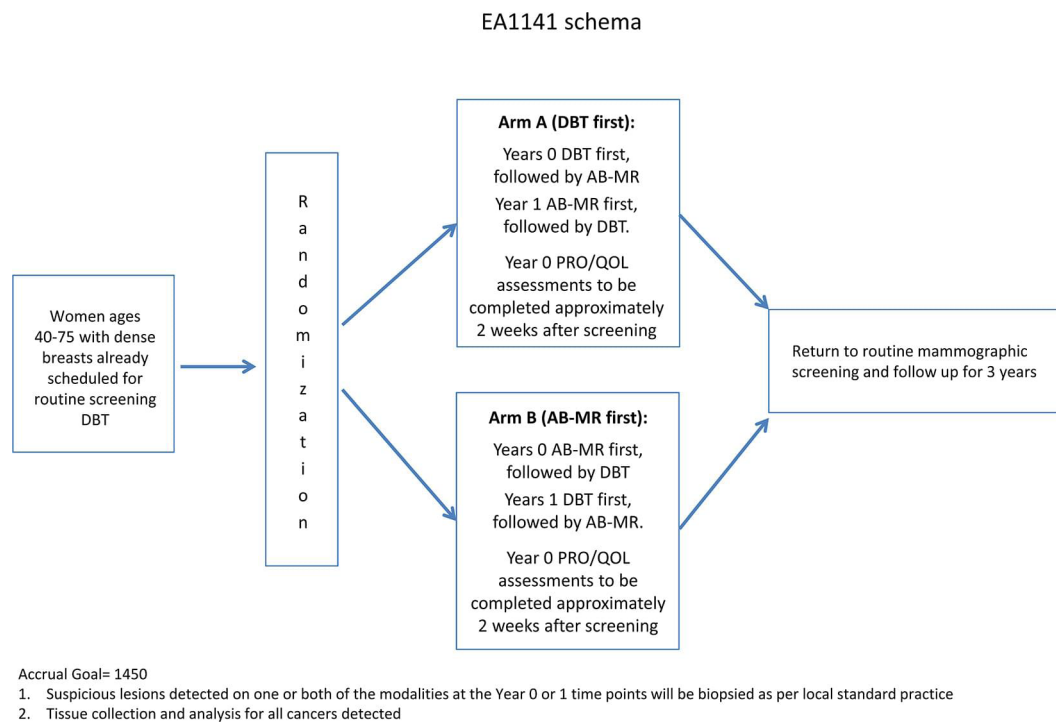 EA1141 schema
Women ages
40-75 with dense
breasts already
scheduled for
routine screening
DBT
R
a
n
d
o
m
i
z
a
t
i
o
n
Arm A (DBT first):
Years 0 DBT first,
followed by AB-MR
Year 1 AB-MR first,
followed by DBT.
Year 0 PRO/QOL
assessments to be
completed approximately
2 weeks after screening
Arm B (AB-MR first):
Years 0 AB-MR first,
followed by DBT
Years 1 DBT first,
followed by AB-MR.
Year 0 PRO/QOL
assessments to be
completed approximately
2 weeks after screening
Return to routine mammographic
screening and follow up for 3 years
Accrual Goal= 1450
1. Suspicious lesions detected on one or both of the modalities at the Year 0 or 1 time points will be biopsied as per local standard practice
2. Tissue collection and analysis for all cancers detected